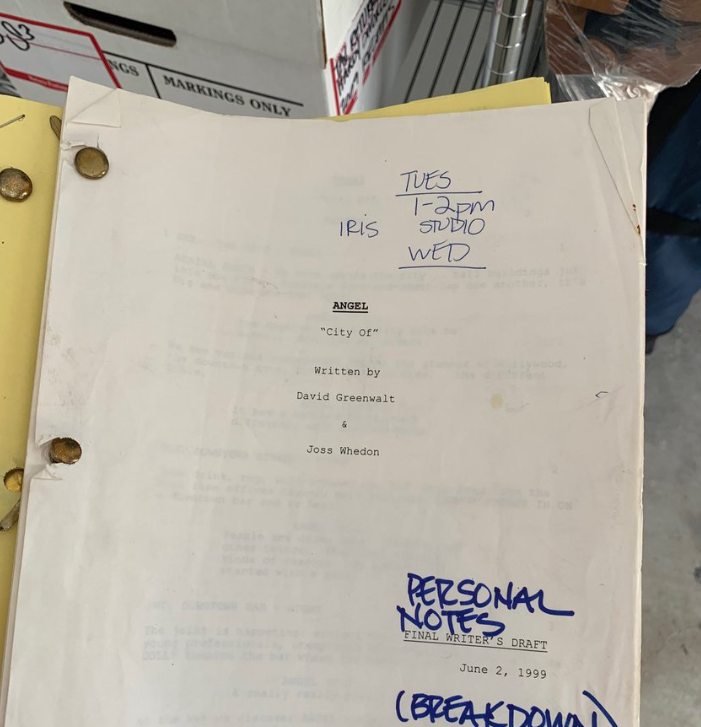 NGS
MARKINGS ONLY
TUES
1-2pm
IRIS STUDIO
WED
ANGEL
"City Of"
Written by
David Greenwalt
&
Joss Whedon
PERSONAL
NOTES
FINAL WRITER'S DRAFT
June 2, 1999
(BREAKDOWN)